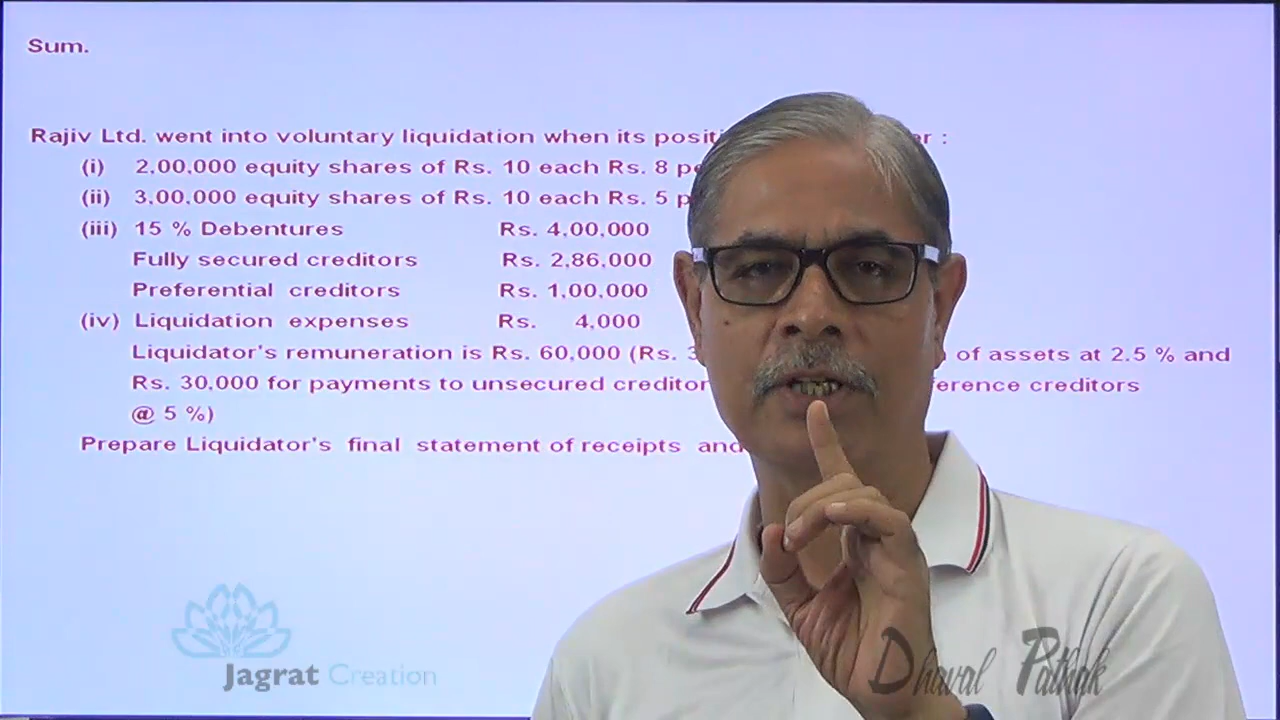 Sum.
Rajiv Ltd. went into voluntary liquidation when its :
(i) 2,00,000 equity shares of Rs. 10 each Rs. 8
(ii) 3,00,000 equity shares of Rs. 10 each Rs. 5
(iii) 15 % Debentures Rs. 4,00,000
Fully secured creditors Rs. 2,86,000
Preferential creditors Rs. 1,00,000
(iv) Liquidation expenses Rs. 4,000
Liquidator's remuneration is Rs. 60,000 (Rs. of assets at 2.5 % and
Rs. 30,000 for payments to unsecured creditors
@ 5 %)
Prepare Liquidator's final statement of receipts and
Jagrat Creation
Dhaval Pathak